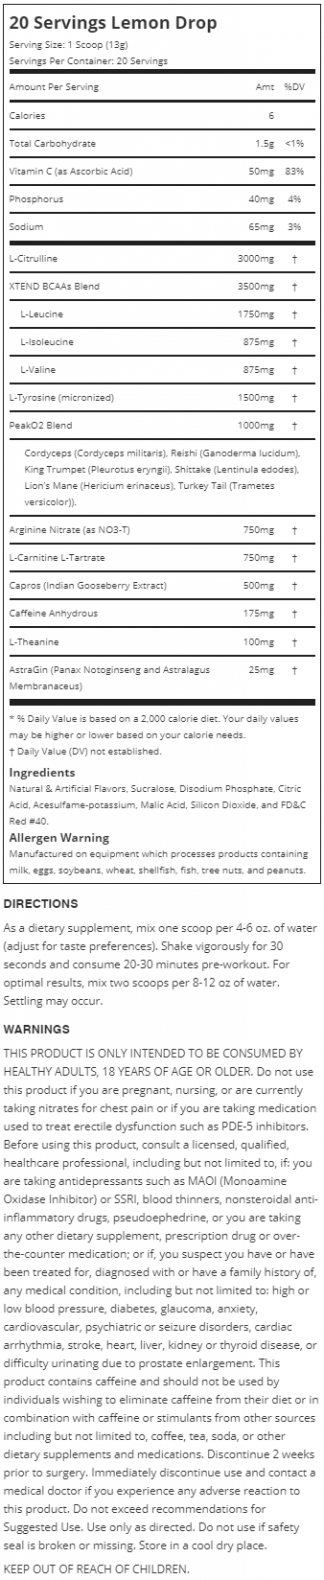 20 Servings Lemon Drop
Serving Size: 1 Scoop (13g)
Servings Per Container: 20 Servings
Amount Per Serving Amt %DV
Calories 6
Total Carbohydrate 1.5g <1%
Vitamin C (as Ascorbic Acid) 50mg 83%
Phosphorus 40mg 4%
Sodium 65mg 3%
L-Citrulline 3000mg †
XTEND BCAAs Blend 3500mg †
L-Leucine 1750mg †
L-Isoleucine 875mg †
L-Valine 875mg †
L-Tyrosine (micronized) 1500mg †
PeakO2 Blend 1000mg †
Cordyceps (Cordyceps militaris), Reishi (Ganoderma lucidum),
King Trumpet (Pleurotus eryngii), Shittake (Lentinula edodes),
Lion's Mane (Hericium erinaceus), Turkey Tail (Trametes
versicolor)).
Arginine Nitrate (as NO3-T) 750mg †
L-Carnitine L-Tartrate 750mg †
Capros (Indian Gooseberry Extract) 500mg †
Caffeine Anhydrous 175mg †
L-Theanine 100mg †
AstraGin (Panax Notoginseng and Astralagus 25mg †
Membranaceus)
* % Daily Value is based on a 2,000 calorie diet. Your daily values
may be higher or lower based on your calorie needs.
† Daily Value (DV) not established.
Ingredients
Natural & Artificial Flavors, Sucralose, Disodium Phosphate, Citric
Acid, Acesulfame-potassium, Malic Acid, Silicon Dioxide, and FD&C
Red #40.
Allergen Warning
Manufactured on equipment which processes products containing
milk, eggs, soybeans, wheat, shellfish, fish, tree nuts, and peanuts.
DIRECTIONS
As a dietary supplement, mix one scoop per 4-6 oz. of water
(adjust for taste preferences). Shake vigorously for 30
seconds and consume 20-30 minutes pre-workout. For
optimal results, mix two scoops per 8-12 oz of water.
Settling may occur.
WARNINGS
THIS PRODUCT IS ONLY INTENDED TO BE CONSUMED BY
HEALTHY ADULTS, 18 YEARS OF AGE OR OLDER. Do not use
this product if you are pregnant, nursing, or are currently
taking nitrates for chest pain or if you are taking medication
used to treat erectile dysfunction such as PDE-5 inhibitors.
Before using this product, consult a licensed, qualified,
healthcare professional, including but not limited to, if: you
are taking antidepressants such as MAOI (Monoamine
Oxidase Inhibitor) or SSRI, blood thinners, nonsteroidal anti-
inflammatory drugs, pseudoephedrine, or you are taking
any other dietary supplement, prescription drug or over-
the-counter medication; or if, you suspect you have or have
been treated for, diagnosed with or have a family history of,
any medical condition, including but not limited to: high or
low blood pressure, diabetes, glaucoma, anxiety,
cardiovascular, psychiatric or seizure disorders, cardiac
arrhythmia, stroke, heart, liver, kidney or thyroid disease, or
difficulty urinating due to prostate enlargement. This
product contains caffeine and should not be used by
individuals wishing to eliminate caffeine from their diet or in
combination with caffeine or stimulants from other sources
including but not limited to, coffee, tea, soda, or other
dietary supplements and medications. Discontinue 2 weeks
prior to surgery. Immediately discontinue use and contact a
medical doctor if you experience any adverse reaction to
this product. Do not exceed recommendations for
Suggested Use. Use only as directed. Do not use if safety
seal is broken or missing. Store in a cool dry place.
KEEP OUT OF REACH OF CHILDREN.